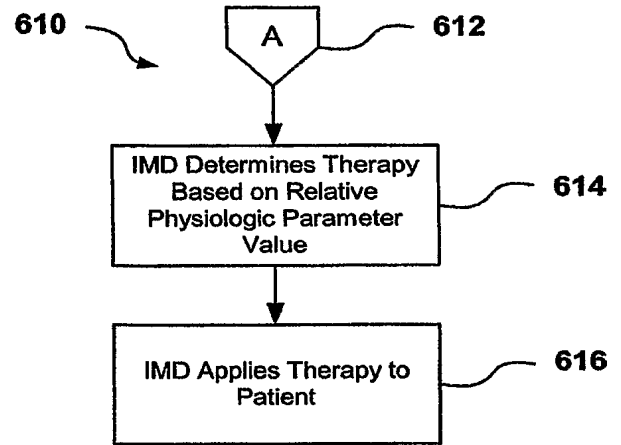 610
A
612
IMD Determines Therapy
Based on Relative
Physiologic Parameter
Value
614
IMD Applies Therapy to
Patient
616